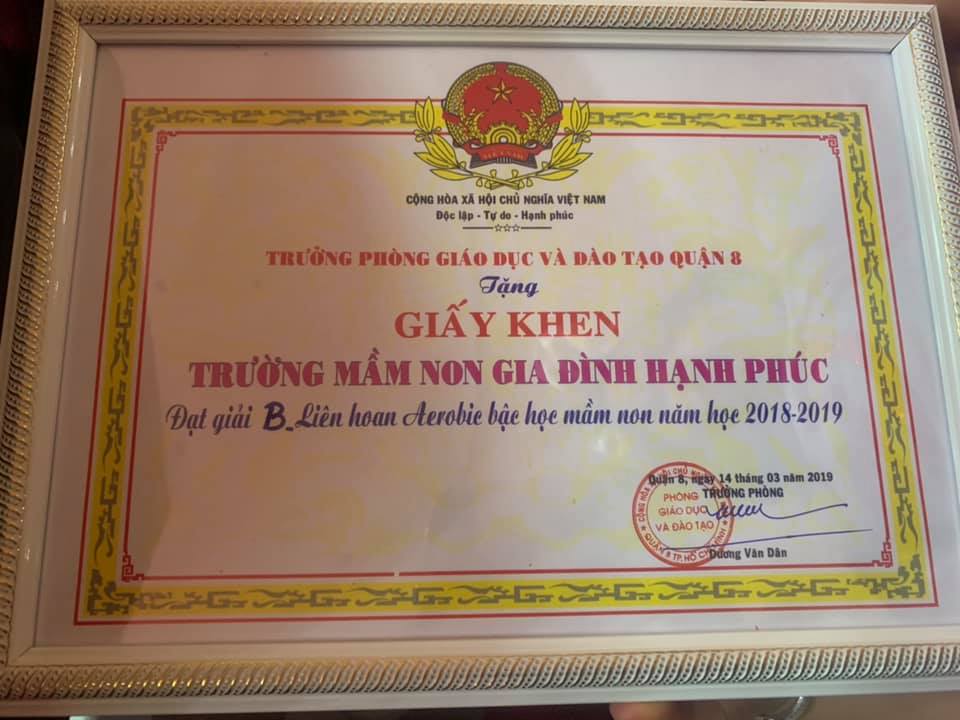 VIỆT NAM
CỘNG HÒA XÃ HỘI CHỦ NGHĨA VIỆT NAM
Độc lập - Tự do - Hạnh phúc
TRƯỞNG PHÒNG GIÁO DỤC VÀ ĐÀO TẠO QUẬN 8
Tặng
GIẤY KHEN
TRƯỜNG MẦM NON GIA ĐÌNH HẠNH PHÚC
Đạt giải B_Liên hoan Aerobic bậc học mầm non năm học 2018-2019
Quận 8, ngày 14 tháng 03 năm 2019
TRƯỞNG PHÒNG
PHÒNG
GIÁO DỤC
VÀ ĐÀO TẠO
Dương Văn Dân